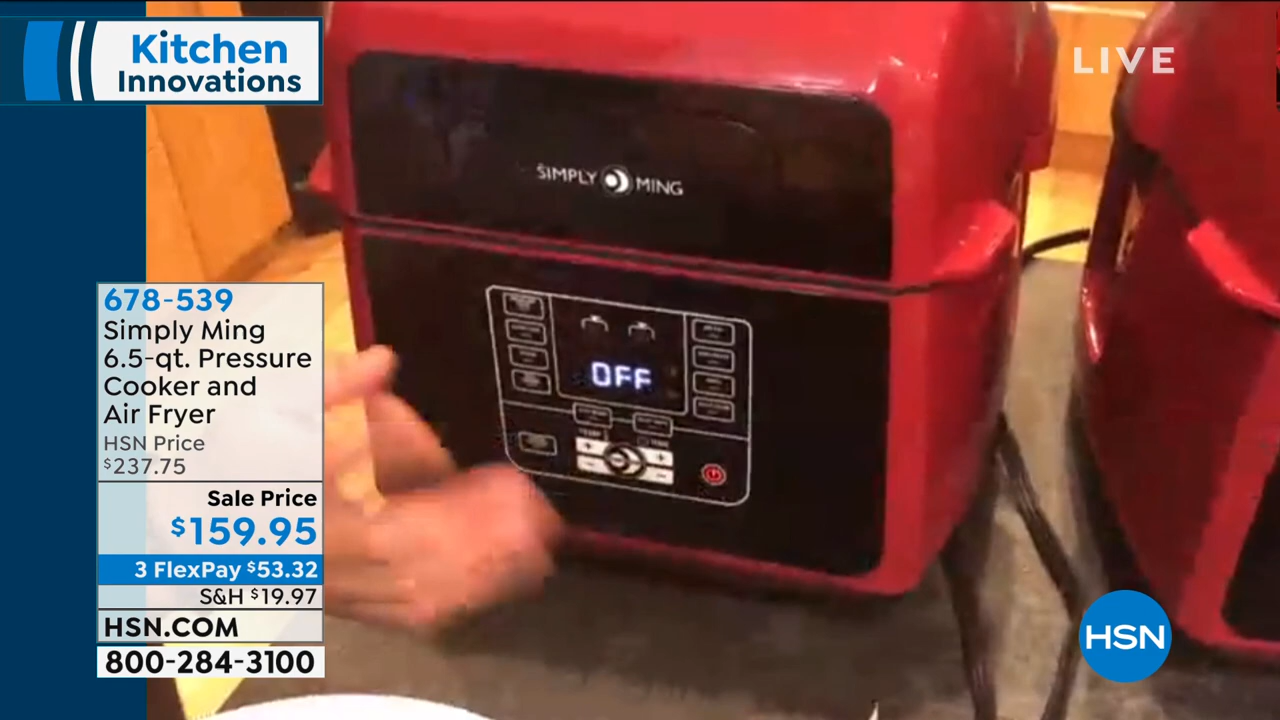 Kitchen
Innovations
LIVE
SIMPLY MING
OFF
678-539
Simply Ming
6.5-qt. Pressure
Cooker and
Air Fryer
HSN Price
$237.75
Sale Price
$159.95
3 FlexPay $53.32
S&H $19.97
HSN.COM
800-284-3100
HSN